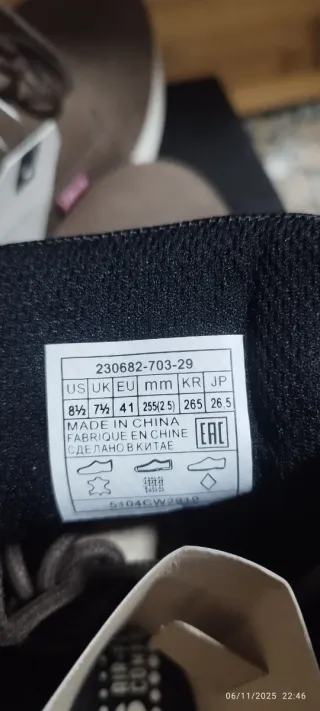 230682-703-29
US UK EU mm KR JP
8½ 7½ 41 255(2.5) 265 26.5
MADE IN CHINA
FABRIQUE EN CHINE
СДЕЛАНО В КИТАЕ
EAC
AIR-
06/11/2025 22:46